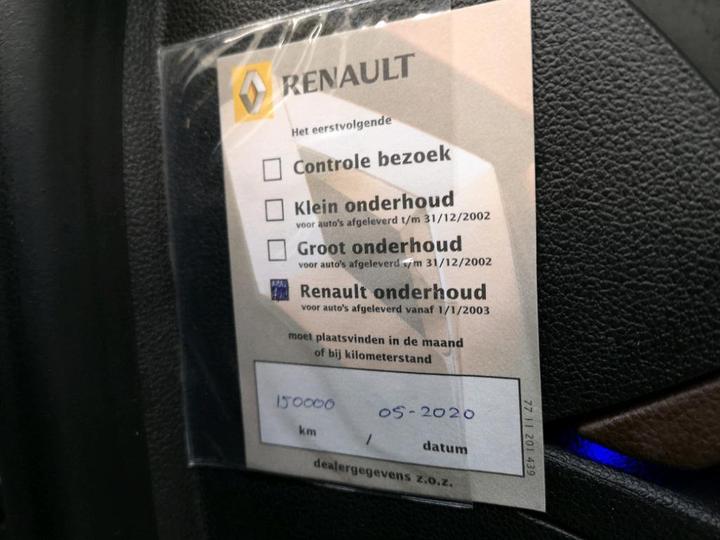 RENAULT
Het eerstvolgende
Controle bezoek
Klein onderhoud
voor auto's afgeleverd t/m 31/12/2002
Groot onderhoud
voor auto's afgeleverd t/m 31/12/2002
Renault onderhoud
voor auto's afgeleverd vanaf 1/1/2003
moet plaatsvinden in de maand
of bij kilometerstand
150000 05-2020
km / datum
dealergegevens z.o.z.
77 11 201 439